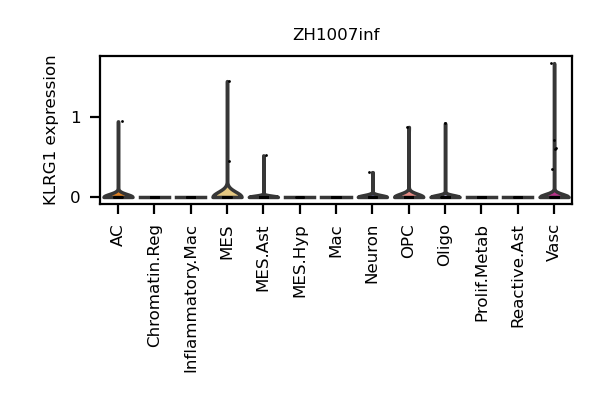 ZH1007inf
KLRG1 expression
1
0
AC
Chromatin.Reg
Inflammatory.Mac
MES
MES.Ast
MES.Hyp
Mac
Neuron
OPC
Oligo
Prolif.Metab
Reactive.Ast
Vasc